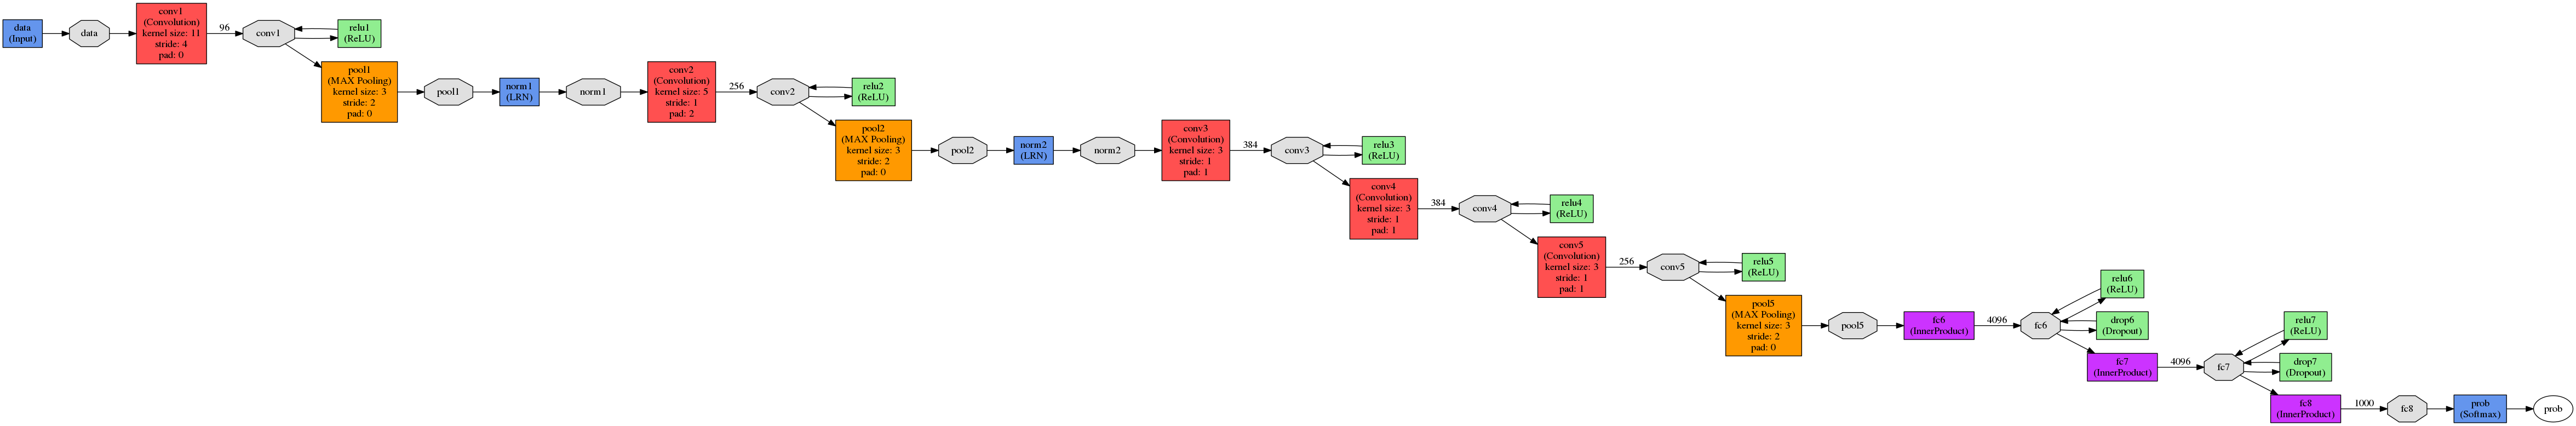 data
(Input)
data
conv1
(Convolution)
kernel size: 11
stride: 4
pad: 0
96
conv1
relu1
(ReLU)
pool1
(MAX Pooling)
kernel size: 3
stride: 2
pad: 0
pool1
norm1
(LRN)
norm1
conv2
(Convolution)
kernel size: 5
stride: 1
pad: 2
256
conv2
relu2
(ReLU)
pool2
(MAX Pooling)
kernel size: 3
stride: 2
pad: 0
pool2
norm2
(LRN)
norm2
conv3
(Convolution)
kernel size: 3
stride: 1
pad: 1
384
conv3
relu3
(ReLU)
conv4
(Convolution)
kernel size: 3
stride: 1
pad: 1
384
conv4
relu4
(ReLU)
conv5
(Convolution)
kernel size: 3
stride: 1
pad: 1
256
conv5
relu5
(ReLU)
pool5
(MAX Pooling)
kernel size: 3
stride: 2
pad: 0
pool5
fc6
(InnerProduct)
4096
fc6
relu6
(ReLU)
drop6
(Dropout)
fc7
(InnerProduct)
4096
fc7
relu7
(ReLU)
drop7
(Dropout)
fc8
(InnerProduct)
1000
fc8
prob
(Softmax)
prob